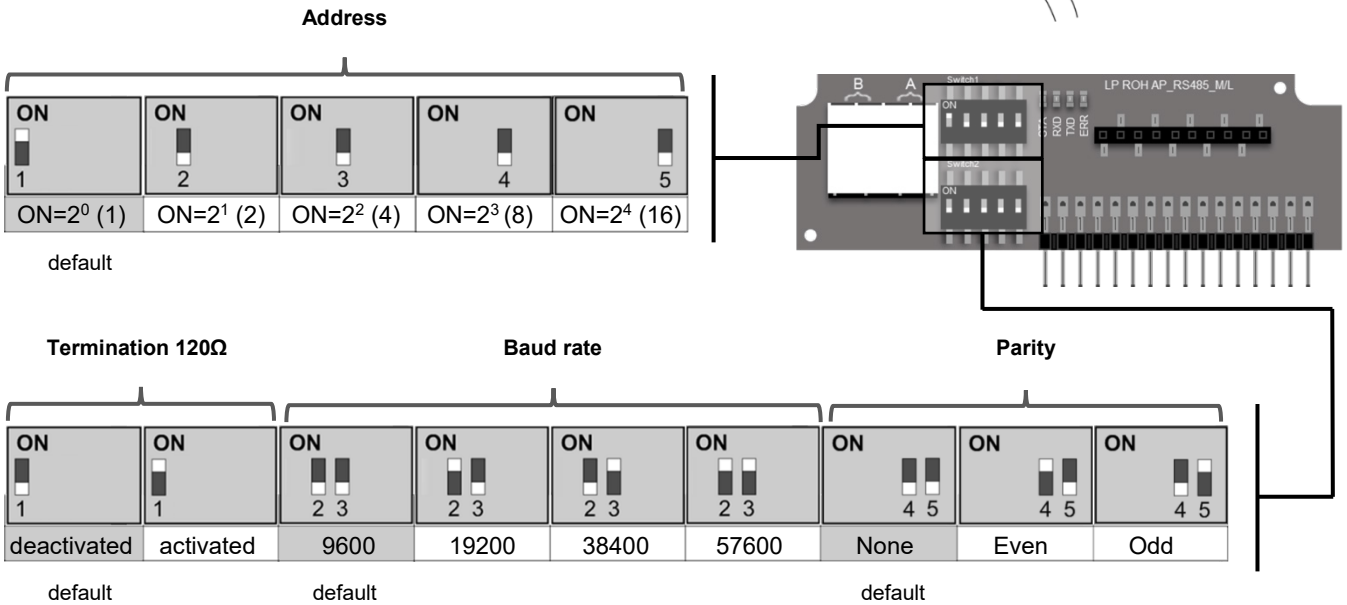 Address
ON ON ON ON ON
1 2 3 4 5
ON=2⁰ (1) ON=2¹ (2) ON=2² (4) ON=2³ (8) ON=2⁴ (16)
default
B A Switch1 LP ROH AP_RS485_M/L
ON
STA RXD TXD ERR
Switch2
ON
Termination 120Ω Baud rate Parity
ON ON ON ON ON ON ON ON ON
1 1 2 3 2 3 2 3 2 3 4 5 4 5 4 5
deactivated activated 9600 19200 38400 57600 None Even Odd
default default default